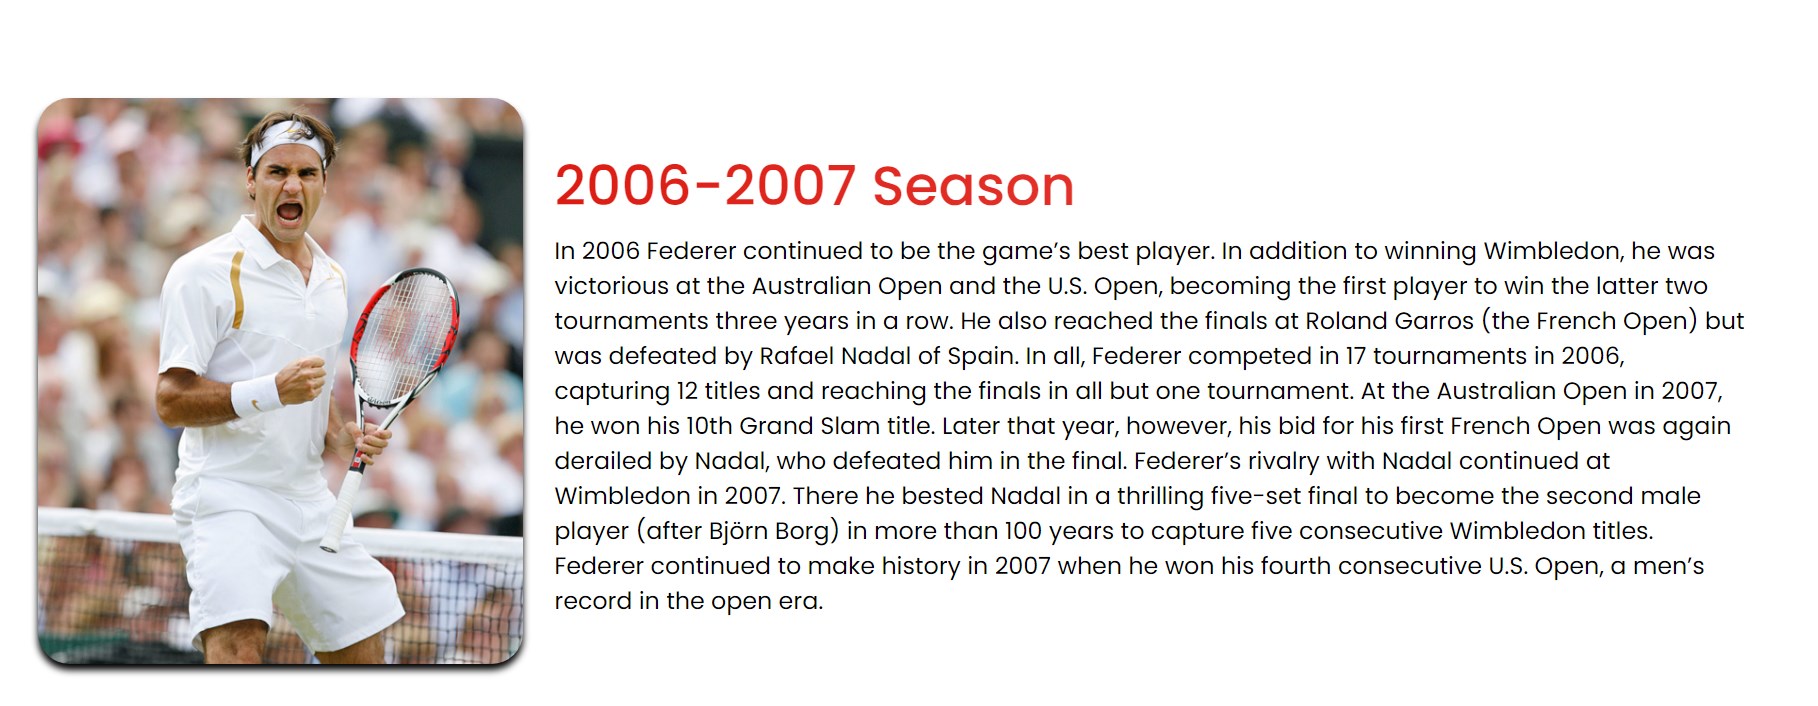 2006-2007 Season
In 2006 Federer continued to be the game’s best player. In addition to winning Wimbledon, he was
victorious at the Australian Open and the U.S. Open, becoming the first player to win the latter two
tournaments three years in a row. He also reached the finals at Roland Garros (the French Open) but
was defeated by Rafael Nadal of Spain. In all, Federer competed in 17 tournaments in 2006,
capturing 12 titles and reaching the finals in all but one tournament. At the Australian Open in 2007,
he won his 10th Grand Slam title. Later that year, however, his bid for his first French Open was again
derailed by Nadal, who defeated him in the final. Federer’s rivalry with Nadal continued at
Wimbledon in 2007. There he bested Nadal in a thrilling five-set final to become the second male
player (after Björn Borg) in more than 100 years to capture five consecutive Wimbledon titles.
Federer continued to make history in 2007 when he won his fourth consecutive U.S. Open, a men’s
record in the open era.